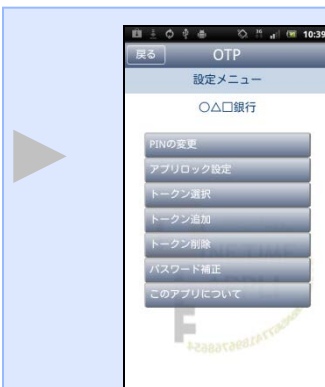 10:39
戻る
OTP
設定メニュー
○△□銀行
PINの変更
アプリロック設定
トークン選択
トークン追加
トークン削除
パスワード補正
このアプリについて